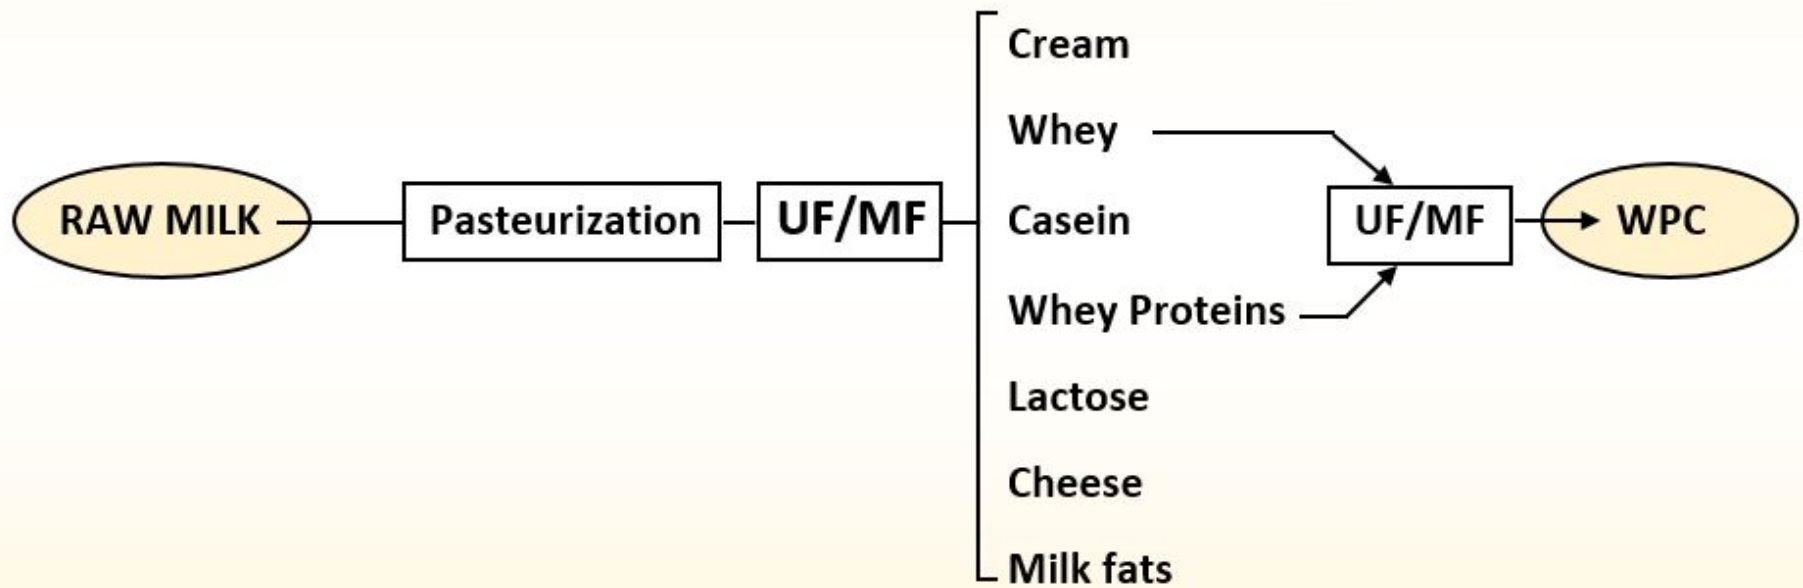 RAW MILK
Pasteurization
UF/MF
Cream
Whey
Casein
Whey Proteins
Lactose
Cheese
Milk fats
UF/MF
WPC